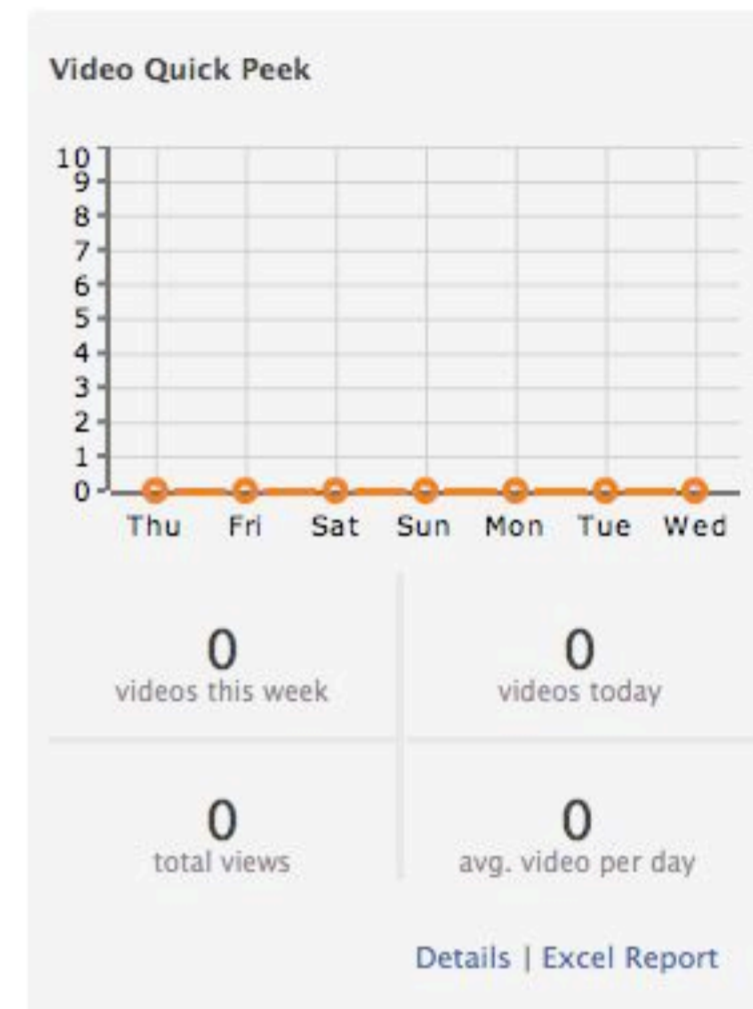 Video Quick Peek
10
9
8
7
6
5
4
3
2
1
0
Thu Fri Sat Sun Mon Tue Wed
0 0
videos this week videos today
0 0
total views avg. video per day
Details | Excel Report